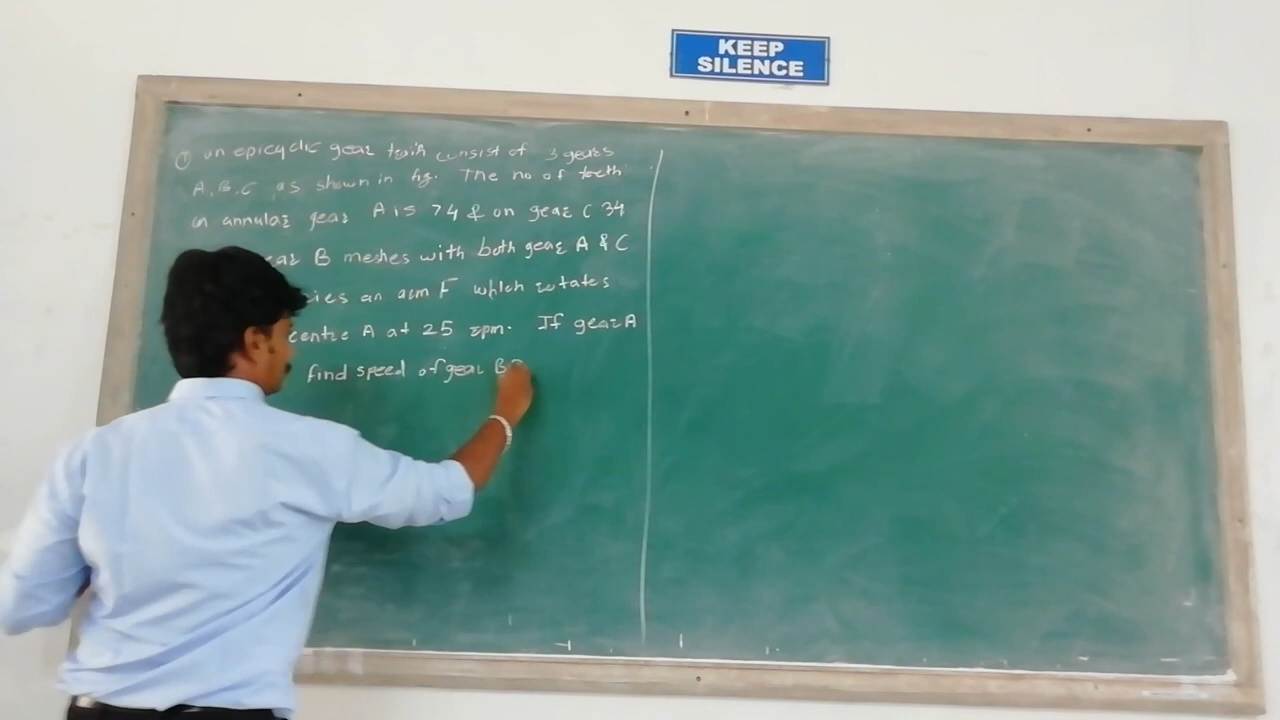 KEEP
SILENCE
① an epicyclic gear train consist of 3 gears
A, B, C as shown in fig. The no of teeth
on annular gear A is 74 & on gear C 34
B meshes with both gear A & C
an arm F which rotates
centre A at 25 rpm. If gear A
find speed of gear B